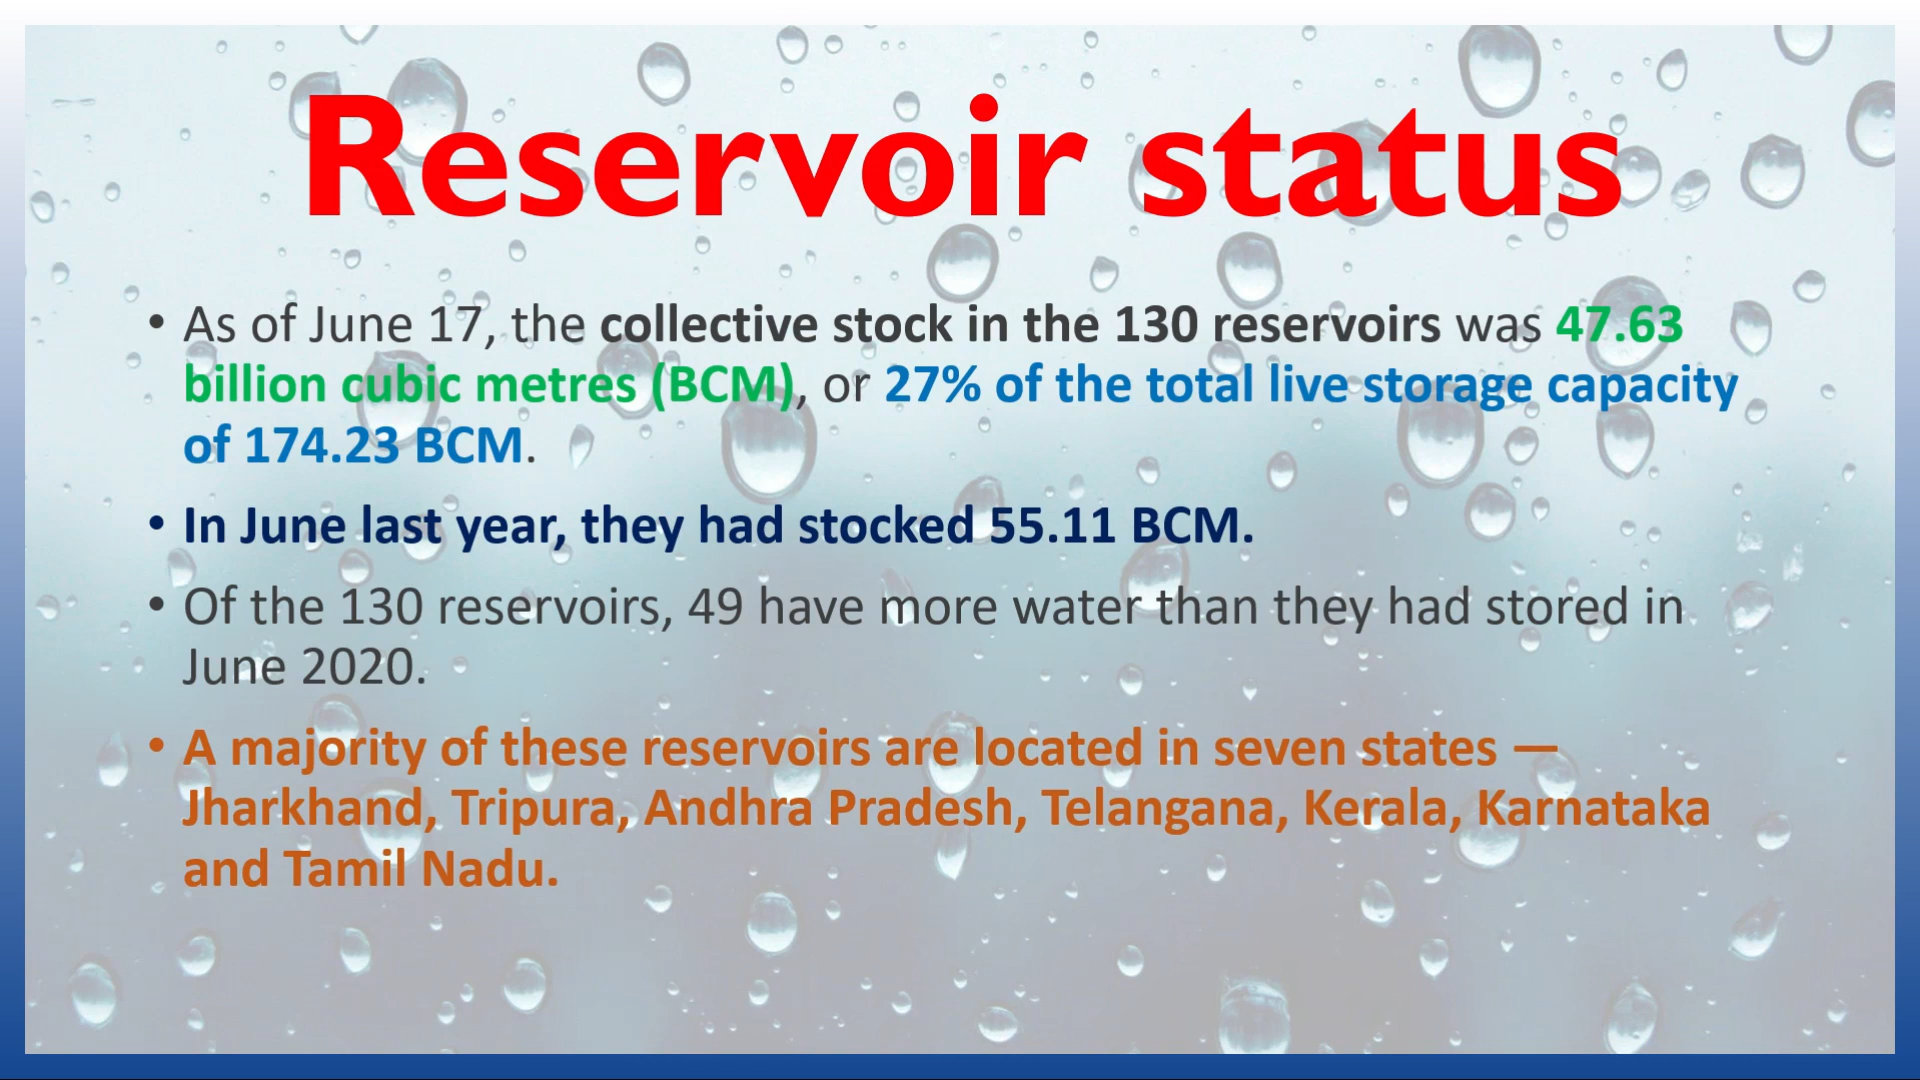 Reservoir status
• As of June 17, the collective stock in the 130 reservoirs was 47.63
billion cubic metres (BCM), or 27% of the total live storage capacity
of 174.23 BCM.
• In June last year, they had stocked 55.11 BCM.
• Of the 130 reservoirs, 49 have more water than they had stored in
June 2020.
• A majority of these reservoirs are located in seven states —
Jharkhand, Tripura, Andhra Pradesh, Telangana, Kerala, Karnataka
and Tamil Nadu.